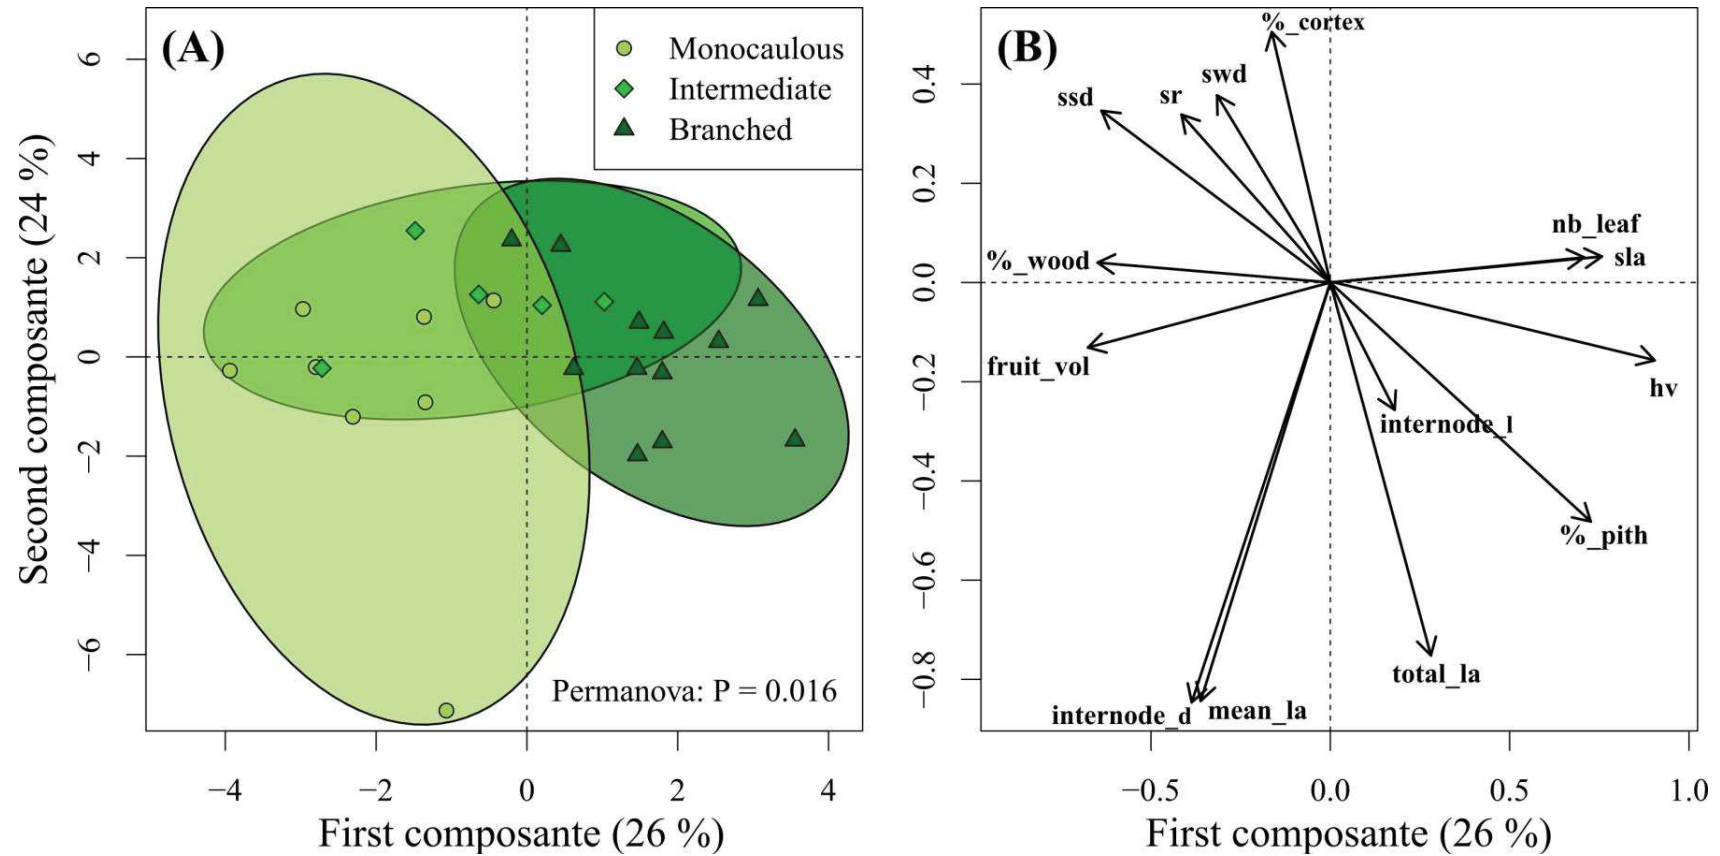 (A)
Monocaulous
Intermediate
Branched
Second composante (24 %)
6
4
2
0
−2
−4
−6
Permanova: P = 0.016
−4
−2
0
2
4
First composante (26 %)
(B)
%_cortex
swd
ssd
sr
nb_leaf
%_wood
sla
fruit_vol
hv
internode_l
%_pith
total_la
internode_d
mean_la
0.4
0.2
0.0
−0.2
−0.4
−0.6
−0.8
−0.5
0.0
0.5
1.0
First composante (26 %)